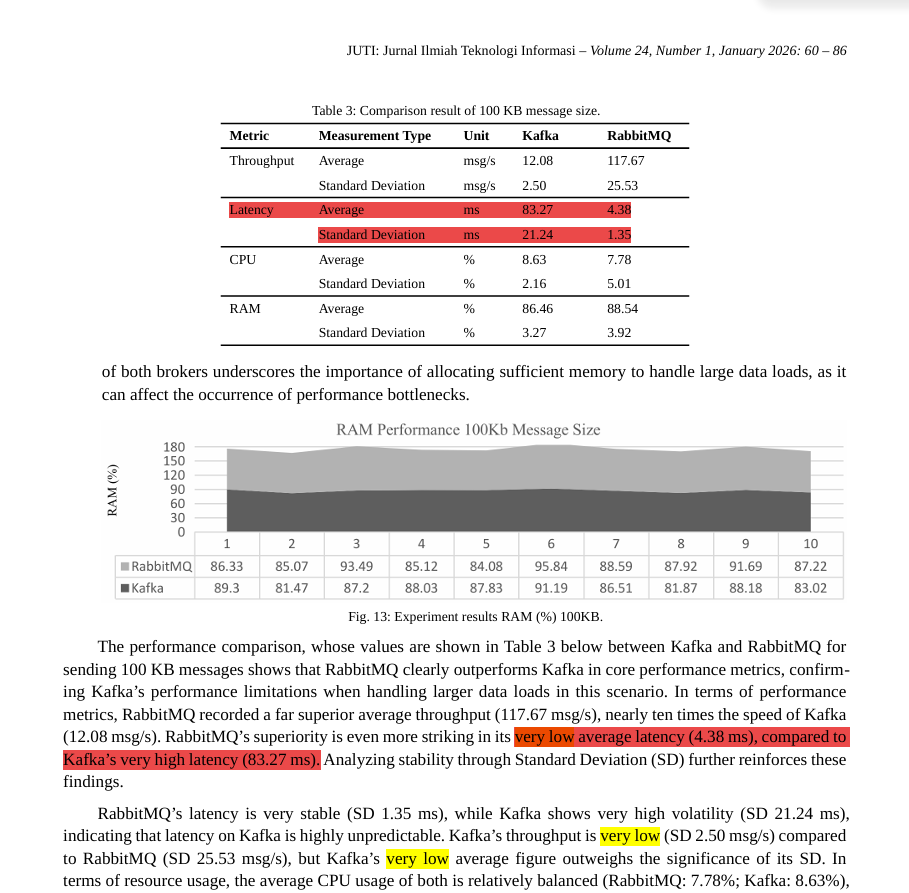 JUTI: Jurnal Ilmiah Teknologi Informasi – Volume 24, Number 1, January 2026: 60 – 86
Table 3: Comparison result of 100 KB message size.
Metric Measurement Type Unit Kafka RabbitMQ
Throughput Average msg/s 12.08 117.67
Standard Deviation msg/s 2.50 25.53
Latency Average ms 83.27 4.38
Standard Deviation ms 21.24 1.35
CPU Average % 8.63 7.78
Standard Deviation % 2.16 5.01
RAM Average % 86.46 88.54
Standard Deviation % 3.27 3.92
of both brokers underscores the importance of allocating sufficient memory to handle large data loads, as it
can affect the occurrence of performance bottlenecks.
RAM Performance 100Kb Message Size
RAM (%)
180
150
120
90
60
30
0
1 2 3 4 5 6 7 8 9 10
RabbitMQ 86.33 85.07 93.49 85.12 84.08 95.84 88.59 87.92 91.69 87.22
Kafka 89.3 81.47 87.2 88.03 87.83 91.19 86.51 81.87 88.18 83.02
Fig. 13: Experiment results RAM (%) 100KB.
The performance comparison, whose values are shown in Table 3 below between Kafka and RabbitMQ for
sending 100 KB messages shows that RabbitMQ clearly outperforms Kafka in core performance metrics, confirm-
ing Kafka's performance limitations when handling larger data loads in this scenario. In terms of performance
metrics, RabbitMQ recorded a far superior average throughput (117.67 msg/s), nearly ten times the speed of Kafka
(12.08 msg/s). RabbitMQ's superiority is even more striking in its very low average latency (4.38 ms), compared to
Kafka's very high latency (83.27 ms). Analyzing stability through Standard Deviation (SD) further reinforces these
findings.
RabbitMQ's latency is very stable (SD 1.35 ms), while Kafka shows very high volatility (SD 21.24 ms),
indicating that latency on Kafka is highly unpredictable. Kafka's throughput is very low (SD 2.50 msg/s) compared
to RabbitMQ (SD 25.53 msg/s), but Kafka's very low average figure outweighs the significance of its SD. In
terms of resource usage, the average CPU usage of both is relatively balanced (RabbitMQ: 7.78%; Kafka: 8.63%),